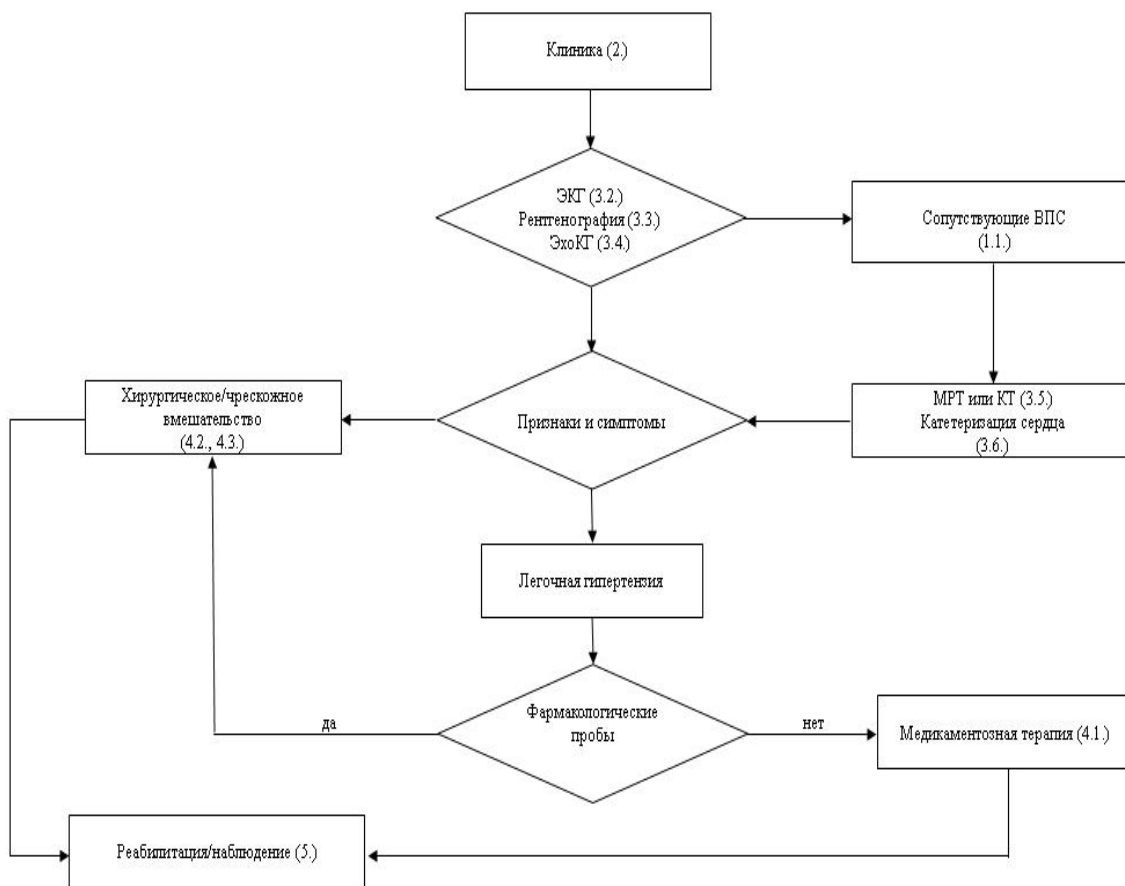 Клиника (2.)
ЭКГ (3.2.)
Рентгенография (3.3.)
ЭхоКГ (3.4.)
Сопутствующие ВПС
(1.1.)
Хирургическое/чрескожное
вмешательство
(4.2., 4.3.)
Признаки и симптомы
МРТ или КТ (3.5.)
Катетеризация сердца
(3.6.)
Легочная гипертензия
да
Фармакологические
пробы
нет
Медикаментозная терапия (4.1.)
Реабилитация/наблюдение (5.)